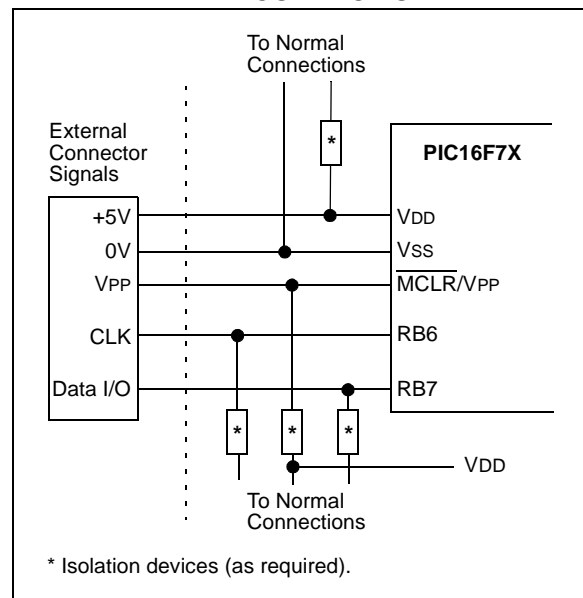 To Normal
Connections
External
Connector
Signals
PIC16F7X
*
+5V
VDD
0V
VSS
VPP
MCLR/VPP
CLK
RB6
Data I/O
RB7
*
*
*
VDD
To Normal
Connections
* Isolation devices (as required).